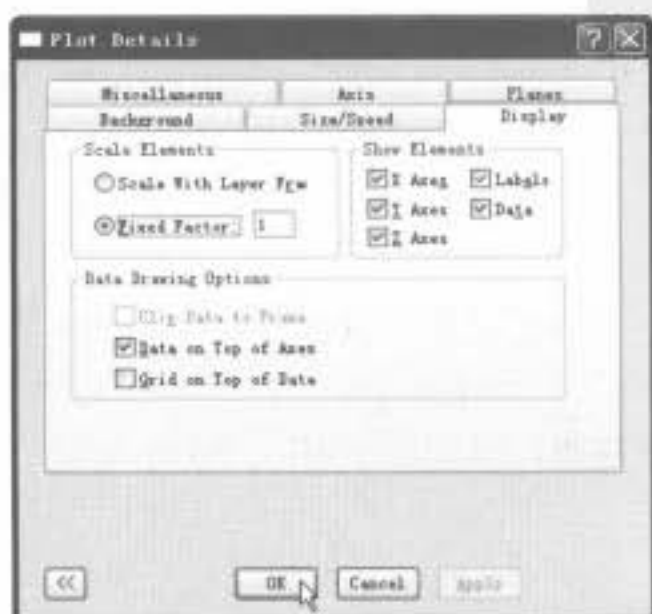 Plot Details
Miscellaneous Axis Planes
Background Size/Speed Display
Scale Elements
Scale With Layer Frm
Fixed Factor: 1
Show Elements
X Axes Labels
Y Axes Data
Z Axes
Data Drawing Options
Clip Data to Frame
Data on Top of Axes
Grid on Top of Data
<< OK Cancel Apply